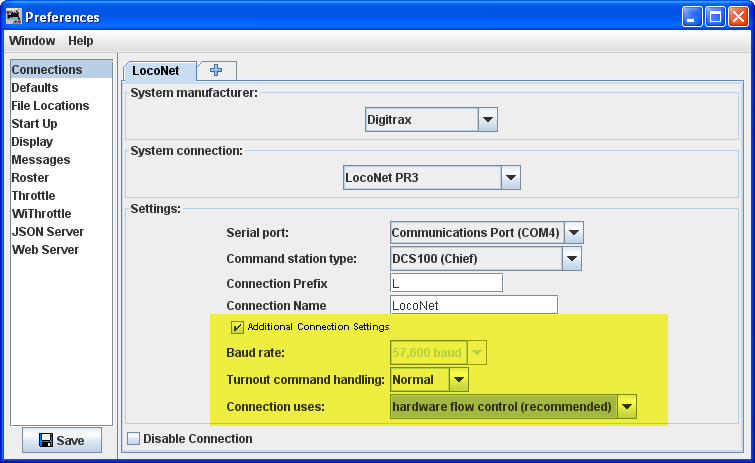 Preferences
Window Help
Connections
Defaults
File Locations
Start Up
Display
Messages
Roster
Throttle
WiThrottle
JSON Server
Web Server
Save
LocoNet
System manufacturer:
Digitrax
System connection:
LocoNet PR3
Settings:
Serial port: Communications Port (COM4)
Command station type: DCS100 (Chief)
Connection Prefix L
Connection Name LocoNet
Additional Connection Settings
Baud rate: 57,600 baud
Turnout command handling: Normal
Connection uses: hardware flow control (recommended)
Disable Connection